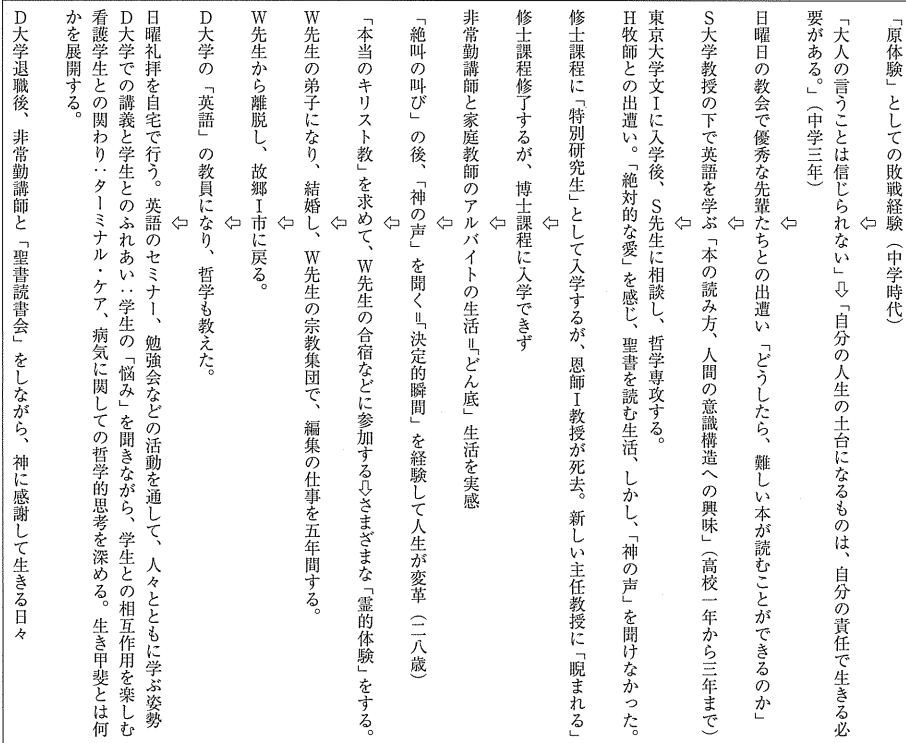 「原体験」としての敗戦経験（中学時代）
⇦
「大人の言うことは信じられない」⇨「自分の人生の土台になるものは、自分の責任で生きる必
要がある。」（中学三年）
⇦
日曜日の教会で優秀な先輩たちとの出遭い「どうしたら、難しい本が読むことができるのか」
⇦
S大学教授の下で英語を学ぶ「本の読み方、人間の意識構造への興味」（高校一年から三年まで）
⇦
東京大学文Ⅰに入学後、S先生に相談し、哲学専攻する。
H牧師との出遭い。「絶対的な愛」を感じ、聖書を読む生活、しかし、「神の声」を聞けなかった。
⇦
修士課程に「特別研究生」として入学するが、恩師I教授が死去。新しい主任教授に「睨まれる」
⇦
修士課程修了するが、博士課程に入学できず
⇦
非常勤講師と家庭教師のアルバイトの生活＝「どん底」生活を実感
⇦
「絶叫の叫び」の後、「神の声」を聞く＝「決定的瞬間」を経験して人生が変革（二八歳）
⇦
「本当のキリスト教」を求めて、W先生の合宿などに参加する⇨さまざまな「霊的体験」をする。
⇦
W先生の弟子になり、結婚し、W先生の宗教集団で、編集の仕事を五年間する。
⇦
W先生から離脱し、故郷I市に戻る。
⇦
D大学の「英語」の教員になり、哲学も教えた。
⇦
日曜礼拝を自宅で行う。英語のセミナー、勉強会などの活動を通して、人々とともに学ぶ姿勢
D大学での講義と学生とのふれあい：学生の「悩み」を聞きながら、学生との相互作用を楽しむ
看護学生との関わり：ターミナル・ケア、病気に関しての哲学的思考を深める。生き甲斐とは何
かを展開する。
⇦
D大学退職後、非常勤講師と「聖書読書会」をしながら、神に感謝して生きる日々